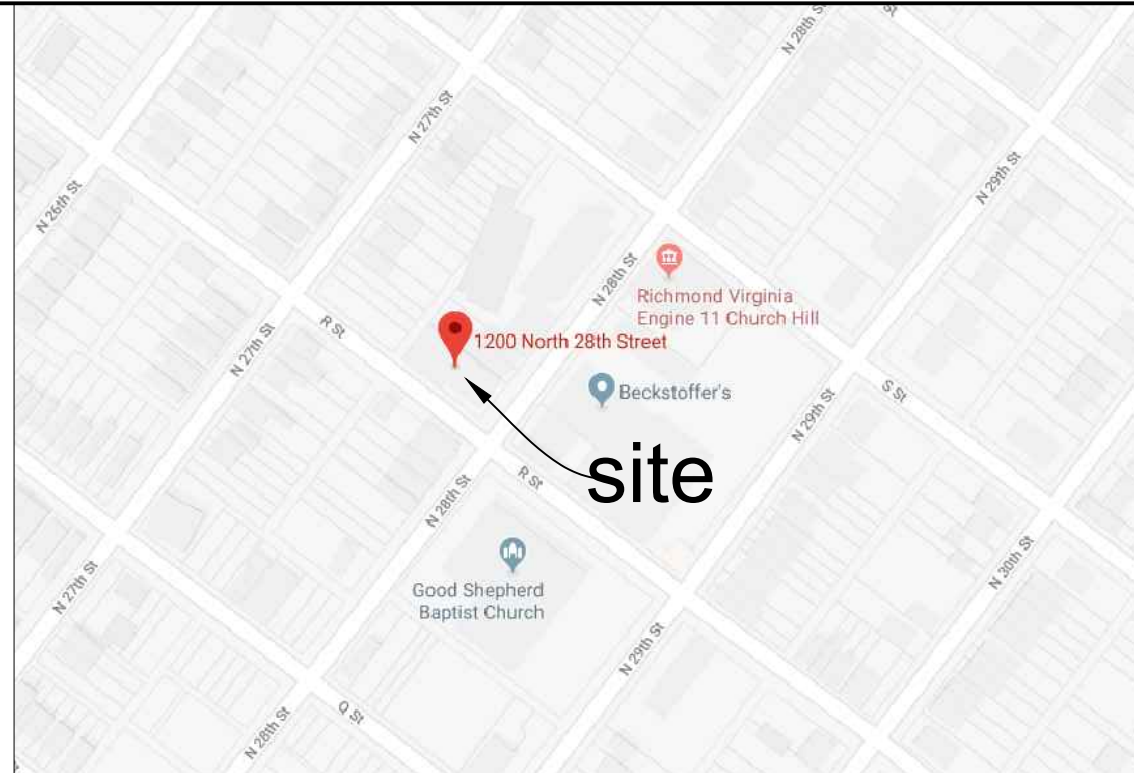 N 28th S
N 27th St
N 29th St
N 26th St
N 28th St
Richmond Virginia
Engine 11 Church Hill
R St
1200 North 28th Street
N 27th St
Beckstoffer's
S St
N 29th St
site
R St
N 28th St
Good Shepherd
Baptist Church
N 30th St
N 27th St
N 29th St
Q St
N 28th St